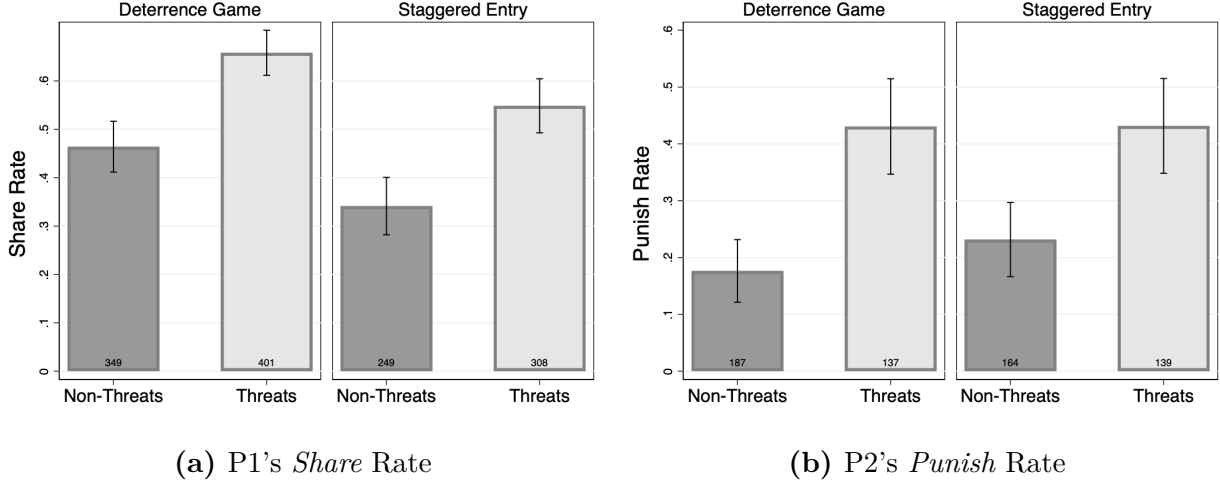 Deterrence Game
Staggered Entry
Share Rate
.6
.5
.4
.3
.2
.1
0
349
401
249
308
Non-Threats
Threats
Non-Threats
Threats
(a) P1's Share Rate
Deterrence Game
Staggered Entry
Punish Rate
.6
.5
.4
.3
.2
.1
0
187
137
164
139
Non-Threats
Threats
Non-Threats
Threats
(b) P2's Punish Rate